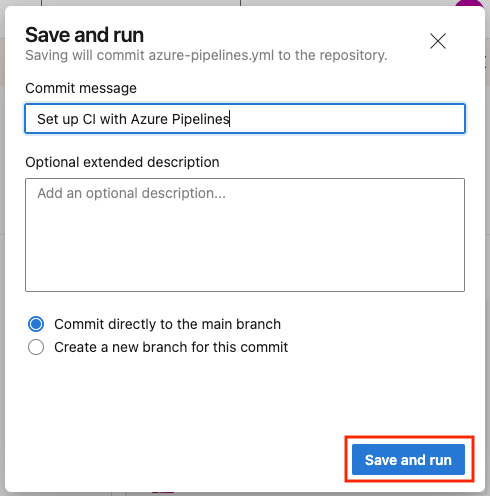 Save and run
Saving will commit azure-pipelines.yml to the repository.
Commit message
Set up CI with Azure Pipelines
Optional extended description
Add an optional description...
Commit directly to the main branch
Create a new branch for this commit
Save and run